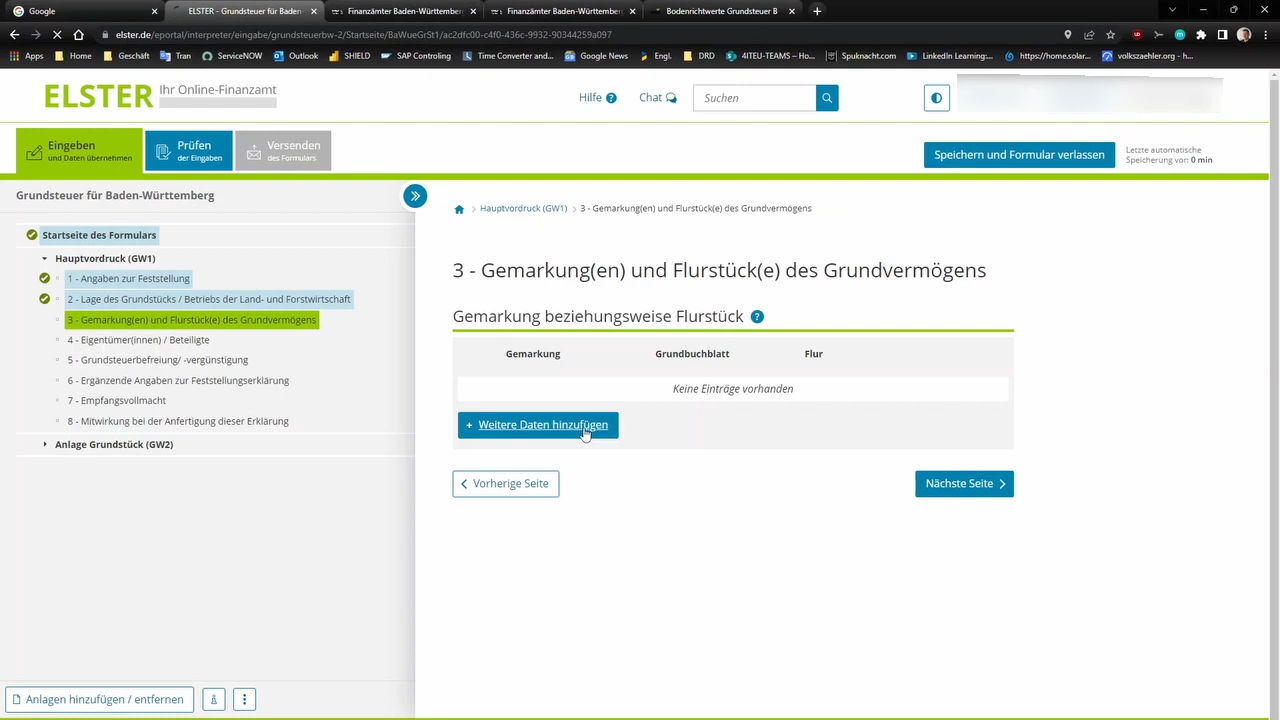 Google
ELSTER - Grundsteuer für Baden-
Finanzämter Baden-Württemberg
Finanzämter Baden-Württemberg
Bodenrichtwerte Grundsteuer B
elster.de/eportal/interpreter/eingabe/grundsteuerbw-2/Startseite/BaWueGrSt1/ac2dfc00-c4f0-436c-9932-90344259a097
Apps
Home
Geschäft
Tran
ServiceNOW
Outlook
SHIELD
SAP Controling
Time Converter and...
Google News
Engl.
DRD
4ITEU-TEAMS – Ho...
Spuknacht.com
LinkedIn Learning:...
https://home.solar...
volkszaehler.org - h...
ELSTER
Ihr Online-Finanzamt
Hilfe
Chat
Suchen
Eingeben
und Daten übernehmen
Prüfen
der Eingaben
Versenden
des Formulars
Speichern und Formular verlassen
Letzte automatische
Speicherung vor: 0 min
Grundsteuer für Baden-Württemberg
Startseite des Formulars
Hauptvordruck (GW1)
1 - Angaben zur Feststellung
2 - Lage des Grundstücks / Betriebs der Land- und Forstwirtschaft
3 - Gemarkung(en) und Flurstück(e) des Grundvermögens
4 - Eigentümer(innen) / Beteiligte
5 - Grundsteuerbefreiung/ -vergünstigung
6 - Ergänzende Angaben zur Feststellungserklärung
7 - Empfangsvollmacht
8 - Mitwirkung bei der Anfertigung dieser Erklärung
Anlage Grundstück (GW2)
Anlagen hinzufügen / entfernen
Hauptvordruck (GW1)
3 - Gemarkung(en) und Flurstück(e) des Grundvermögens
3 - Gemarkung(en) und Flurstück(e) des Grundvermögens
Gemarkung beziehungsweise Flurstück ?
Gemarkung Grundbuchblatt Flur
Keine Einträge vorhanden
+ Weitere Daten hinzufügen
Vorherige Seite
Nächste Seite